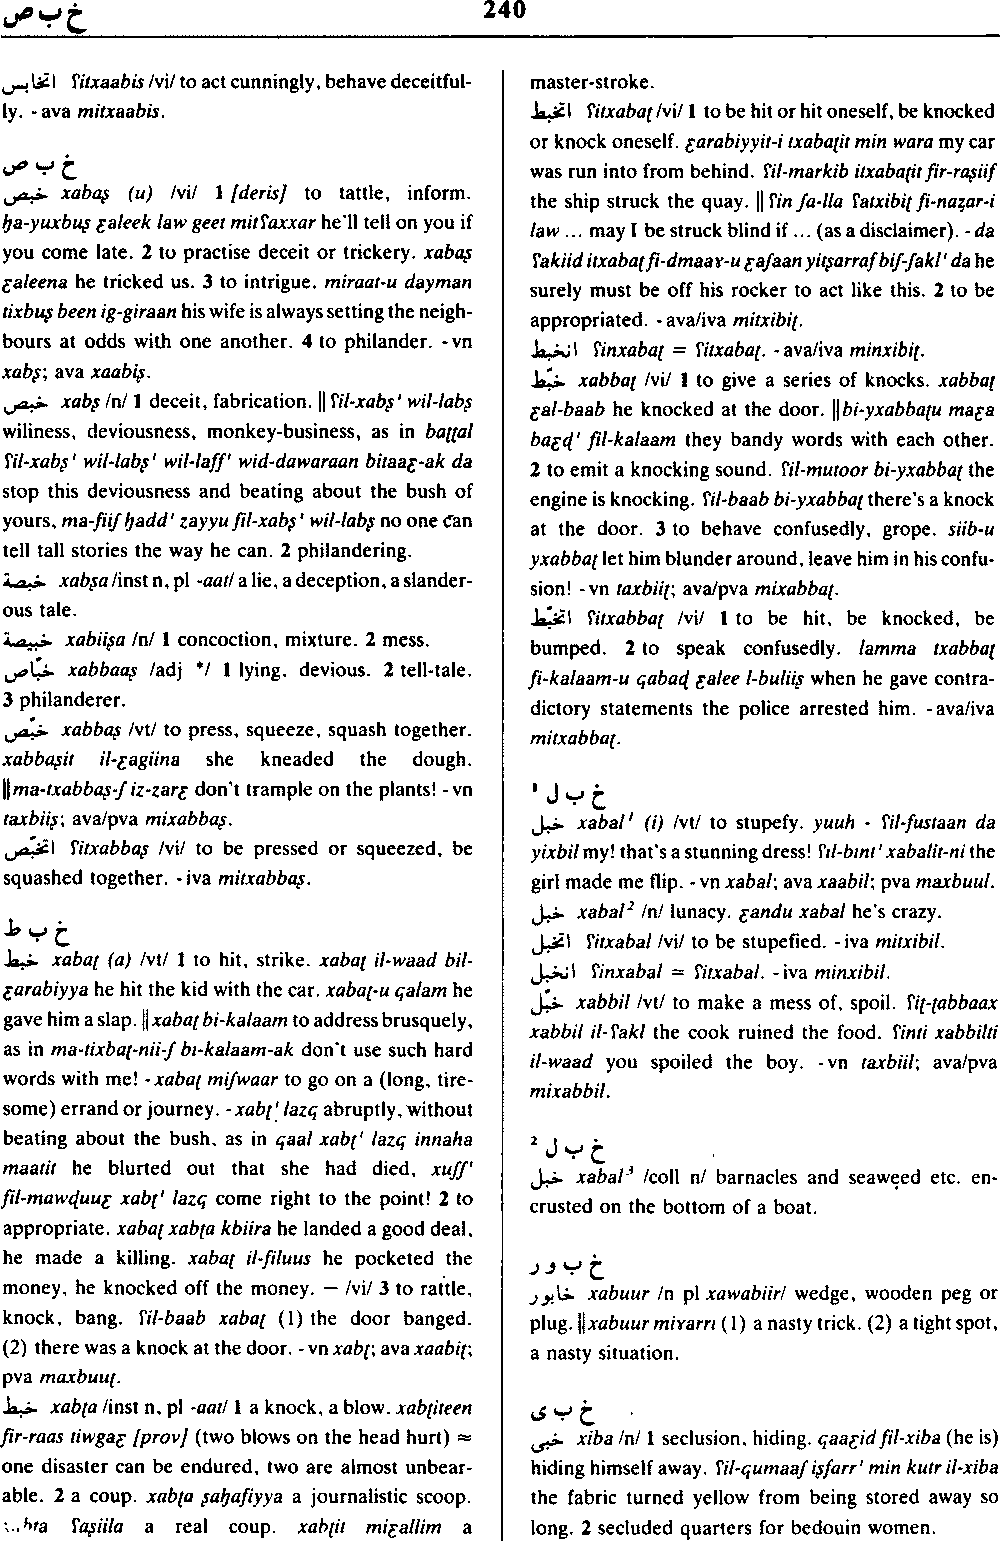 خ ب ص
240
اتخابس ʕitxaabis /vi/ to act cunningly, behave deceitful-
ly. - ava mitxaabis.
خ ب ص
خبص xabaṣ (u) /vi/ 1 [deris] to tattle, inform.
ḥa-yuxbuṣ ɛaleek law geet mitʕaxxar he'll tell on you if
you come late. 2 to practise deceit or trickery. xabaṣ
ɛaleena he tricked us. 3 to intrigue. miraat-u dayman
tixbuṣ been ig-giraan his wife is always setting the neigh-
bours at odds with one another. 4 to philander. - vn
xabṣ; ava xaabiṣ.
خبص xabṣ /n/ 1 deceit, fabrication. || ʕil-xabṣ' wil-labṣ
wiliness, deviousness, monkey-business, as in baṭṭal
ʕil-xabṣ' wil-labṣ' wil-laff' wid-dawaraan bitaaɛ-ak da
stop this deviousness and beating about the bush of
yours, ma-fiiʃ ḥadd' zayyu fil-xabṣ' wil-labṣ no one can
tell tall stories the way he can. 2 philandering.
خبصة xabṣa /inst n, pl -aat/ a lie, a deception, a slander-
ous tale.
خبيصة xabiiṣa /n/ 1 concoction, mixture. 2 mess.
خبّاص xabbaaṣ /adj */ 1 lying, devious. 2 tell-tale.
3 philanderer.
خبّص xabbaṣ /vt/ to press, squeeze, squash together.
xabbaṣit il-ɛagiina she kneaded the dough.
|| ma-txabbaṣ-ʃ iz-zarɛ don't trample on the plants! - vn
taxbiiṣ; ava/pva mixabbaṣ.
اتخبّص ʕitxabbaṣ /vi/ to be pressed or squeezed, be
squashed together. - iva mitxabbaṣ.
خ ب ط
خبط xabaṭ (a) /vt/ 1 to hit, strike. xabaṭ il-waad bil-
ɛarabiyya he hit the kid with the car. xabaṭ-u qalam he
gave him a slap. || xabaṭ bi-kalaam to address brusquely,
as in ma-tixbaṭ-nii-ʃ bi-kalaam-ak don't use such hard
words with me! - xabaṭ miʃwaar to go on a (long, tire-
some) errand or journey. - xabṭ' lazq abruptly, without
beating about the bush, as in qaal xabṭ' lazq innaha
maatit he blurted out that she had died, xuʃʃ'
fil-mawḍuuɛ xabṭ' lazq come right to the point! 2 to
appropriate. xabaṭ xabṭa kbiira he landed a good deal,
he made a killing. xabaṭ il-filuus he pocketed the
money, he knocked off the money. — /vi/ 3 to rattle,
knock, bang. ʕil-baab xabaṭ (1) the door banged.
(2) there was a knock at the door. - vn xabṭ; ava xaabiṭ;
pva maxbuuṭ.
خبط xabṭa /inst n, pl -aat/ 1 a knock, a blow. xabṭiteen
fir-raas tiwgaɛ [prov] (two blows on the head hurt) ≈
one disaster can be endured, two are almost unbear-
able. 2 a coup. xabṭa ṣaḥafiyya a journalistic scoop.
ʕaṣiila a real coup. xabṭit miɛallim a
master-stroke.
اتخبط ʕitxabaṭ /vi/ 1 to be hit or hit oneself, be knocked
or knock oneself. ɛarabiyyit-i txabaṭit min wara my car
was run into from behind. ʕil-markib itxabaṭit fir-raṣiif
the ship struck the quay. || ʕin ʃa-lla ʕatxibiṭ fi-naẓar-i
law ... may I be struck blind if ... (as a disclaimer). - da
ʕakiid itxabaṭ fi-dmaaɣ-u ɛaʃaan yitṣarraf biʃ-ʃakl' da he
surely must be off his rocker to act like this. 2 to be
appropriated. - ava/iva mitxibiṭ.
انخبط ʕinxabaṭ = ʕitxabaṭ. - ava/iva minxibiṭ.
خبّط xabbaṭ /vi/ 1 to give a series of knocks. xabbaṭ
ɛal-baab he knocked at the door. || bi-yxabbaṭu maɛa
baɛḍ' fil-kalaam they bandy words with each other.
2 to emit a knocking sound. ʕil-mutoor bi-yxabbaṭ the
engine is knocking. ʕil-baab bi-yxabbaṭ there's a knock
at the door. 3 to behave confusedly, grope. siib-u
yxabbaṭ let him blunder around, leave him in his confu-
sion! - vn taxbiiṭ; ava/pva mixabbaṭ.
اتخبّط ʕitxabbaṭ /vi/ 1 to be hit, be knocked, be
bumped. 2 to speak confusedly. lamma txabbaṭ
fi-kalaam-u qabaḍ ɛalee l-buliiṣ when he gave contra-
dictory statements the police arrested him. - ava/iva
mitxabbaṭ.
خ ب ل ¹
خبل xabal¹ (i) /vt/ to stupefy. yuuh - ʕil-fustaan da
yixbil my! that's a stunning dress! ʕil-bint' xabalit-ni the
girl made me flip. - vn xabal; ava xaabil; pva maxbuul.
خبل xabal² /n/ lunacy. ɛandu xabal he's crazy.
اتخبل ʕitxabal /vi/ to be stupefied. - iva mitxibil.
انخبل ʕinxabal = ʕitxabal. - iva minxibil.
خبّل xabbil /vt/ to make a mess of, spoil. ʕiṭ-ṭabbaax
xabbil il-ʕakl the cook ruined the food. ʕinti xabbilti
il-waad you spoiled the boy. - vn taxbiil; ava/pva
mixabbil.
خ ب ل ²
خبل xabal³ /coll n/ barnacles and seaweed etc. en-
crusted on the bottom of a boat.
خ ب و ر
خابور xabuur /n pl xawabiir/ wedge, wooden peg or
plug. || xabuur miɣarri (1) a nasty trick. (2) a tight spot,
a nasty situation.
خ ب ى
خبى xiba /n/ 1 seclusion, hiding. qaaɛid fil-xiba (he is)
hiding himself away. ʕil-qumaaʃ iṣfarr' min kutr il-xiba
the fabric turned yellow from being stored away so
long. 2 secluded quarters for bedouin women.